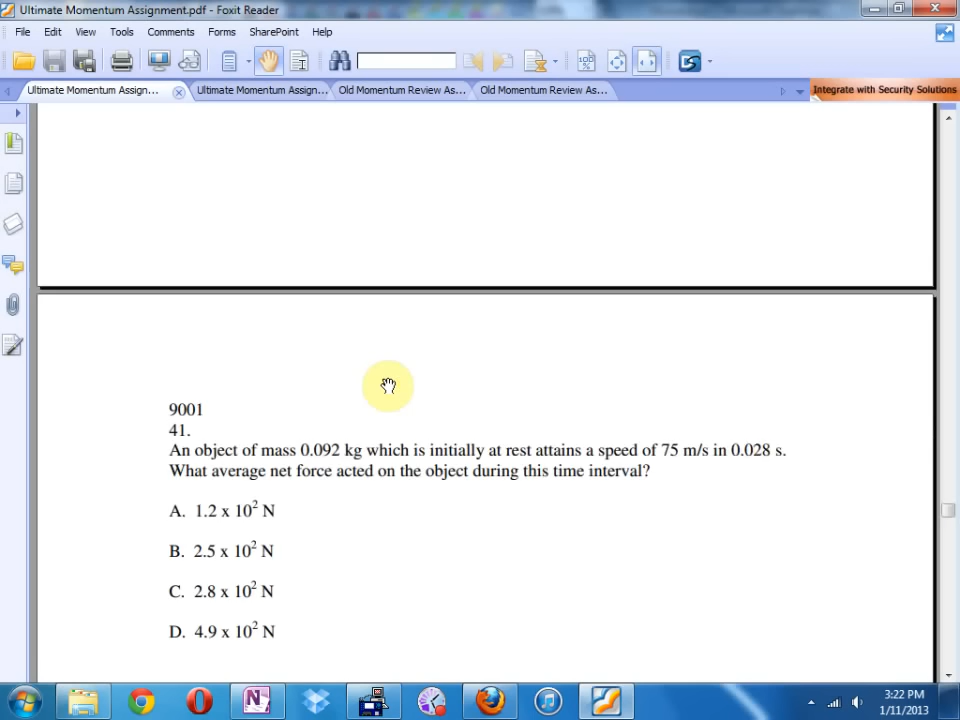 Ultimate Momentum Assignment.pdf - Foxit Reader
File Edit View Tools Comments Forms SharePoint Help
Ultimate Momentum Assign... Ultimate Momentum Assign... Old Momentum Review As... Old Momentum Review As... Integrate with Security Solutions
9001
41.
An object of mass 0.092 kg which is initially at rest attains a speed of 75 m/s in 0.028 s.
What average net force acted on the object during this time interval?
A. 1.2 x 10² N
B. 2.5 x 10² N
C. 2.8 x 10² N
D. 4.9 x 10² N
3:22 PM
1/11/2013